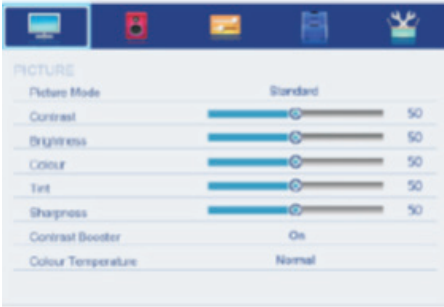 PICTURE
Picture Mode Standard
Contrast 50
Brightness 50
Colour 50
Tint 50
Sharpness 50
Contrast Booster On
Colour Temperature Normal